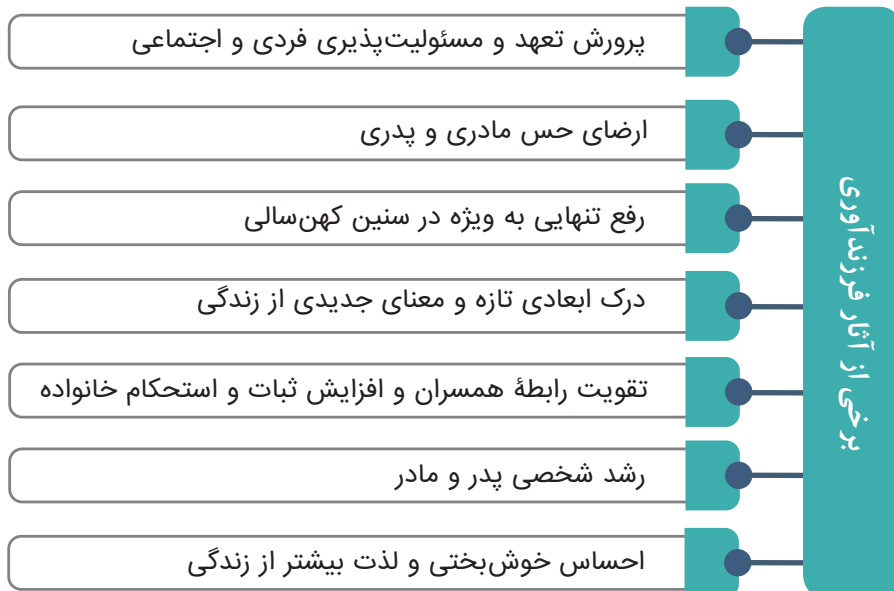 برخی از آثار فرزندآوری
پرورش تعهد و مسئولیت‌پذیری فردی و اجتماعی
ارضای حس مادری و پدری
رفع تنهایی به ویژه در سنین کهن‌سالی
درک ابعادی تازه و معنای جدیدی از زندگی
تقویت رابطهٔ همسران و افزایش ثبات و استحکام خانواده
رشد شخصی پدر و مادر
احساس خوش‌بختی و لذت بیشتر از زندگی